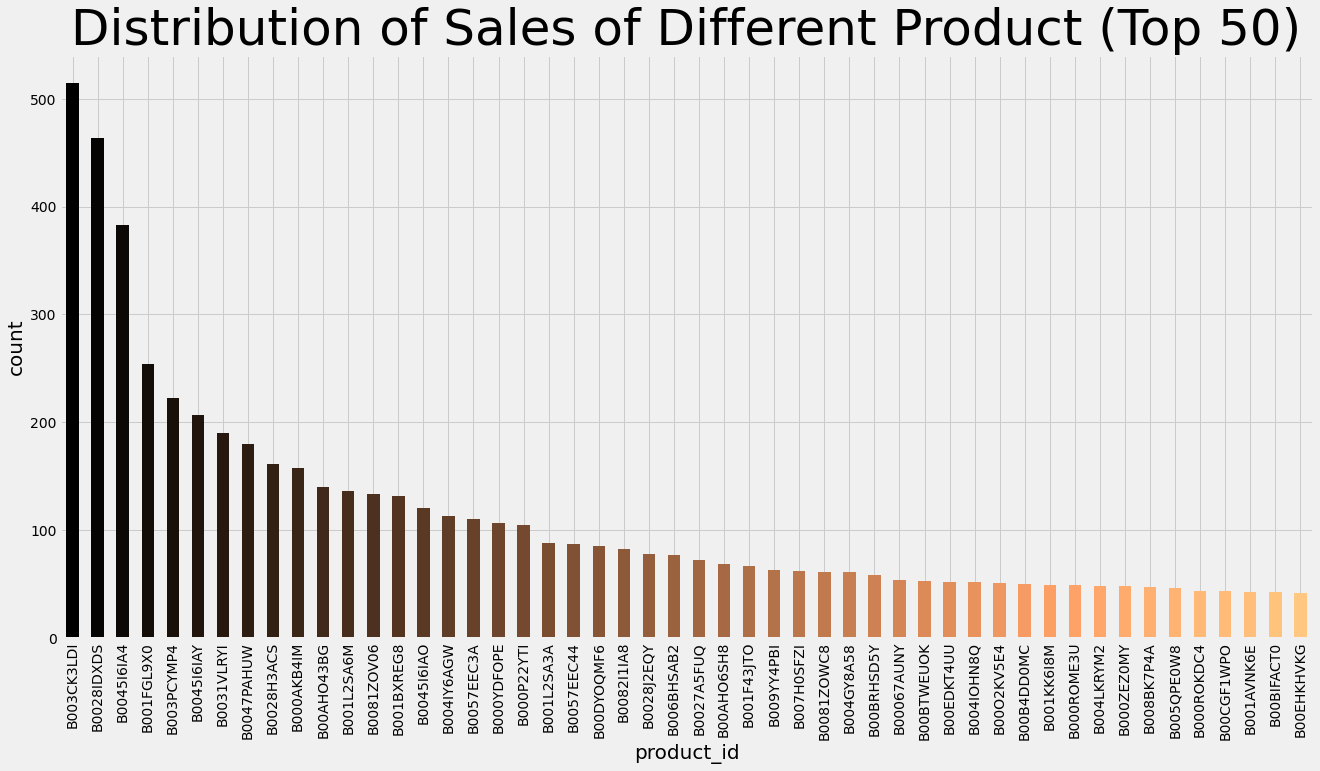 Distribution of Sales of Different Product (Top 50)
count
500
400
300
200
100
0
B003CK3LDI
B0028IDXDS
B0045I6IA4
B001FGL9X0
B003PCYMP4
B0045I6IAY
B0031VLRYI
B0047PAHUW
B0028H3ACS
B000AKB4IM
B00AHO43BG
B001L2SA6M
B0081ZOV06
B001BXREG8
B0045I6IAO
B004IY6AGW
B0057EEC3A
B000YDFOPE
B000P22YTI
B001L2SA3A
B0057EEC44
B00DYOQMF6
B0082I1IA8
B0028J2EQY
B006BHSAB2
B0027A5FUQ
B00AHO6SH8
B001F43JTO
B009YY4PBI
B007H0SFZI
B0081ZOWC8
B004GY8A58
B00BRHSD5Y
B00067AUNY
B00BTWEUOK
B00EDKT4UU
B004IOHN8Q
B000O2KV5E4
B00B4DD0MC
B001KK6I8M
B000ROME3U
B004LKRYM2
B000ZEZ0MY
B008BK7P4A
B005QPE0W8
B000ROKDC4
B00CGF1WPO
B001AVNK6E
B00BIFACT0
B00EHKHVKG
product_id